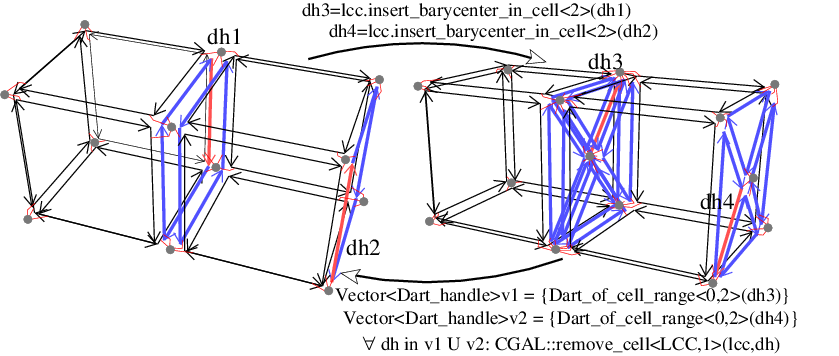 dh3=lcc.insert_barycenter_in_cell<2>(dh1)
dh4=lcc.insert_barycenter_in_cell<2>(dh2)
dh1
dh3
dh4
dh2
Vector<Dart_handle>v1 = {Dart_of_cell_range<0,2>(dh3)}
Vector<Dart_handle>v2 = {Dart_of_cell_range<0,2>(dh4)}
∀ dh in v1 U v2: CGAL::remove_cell<LCC,1>(lcc,dh)